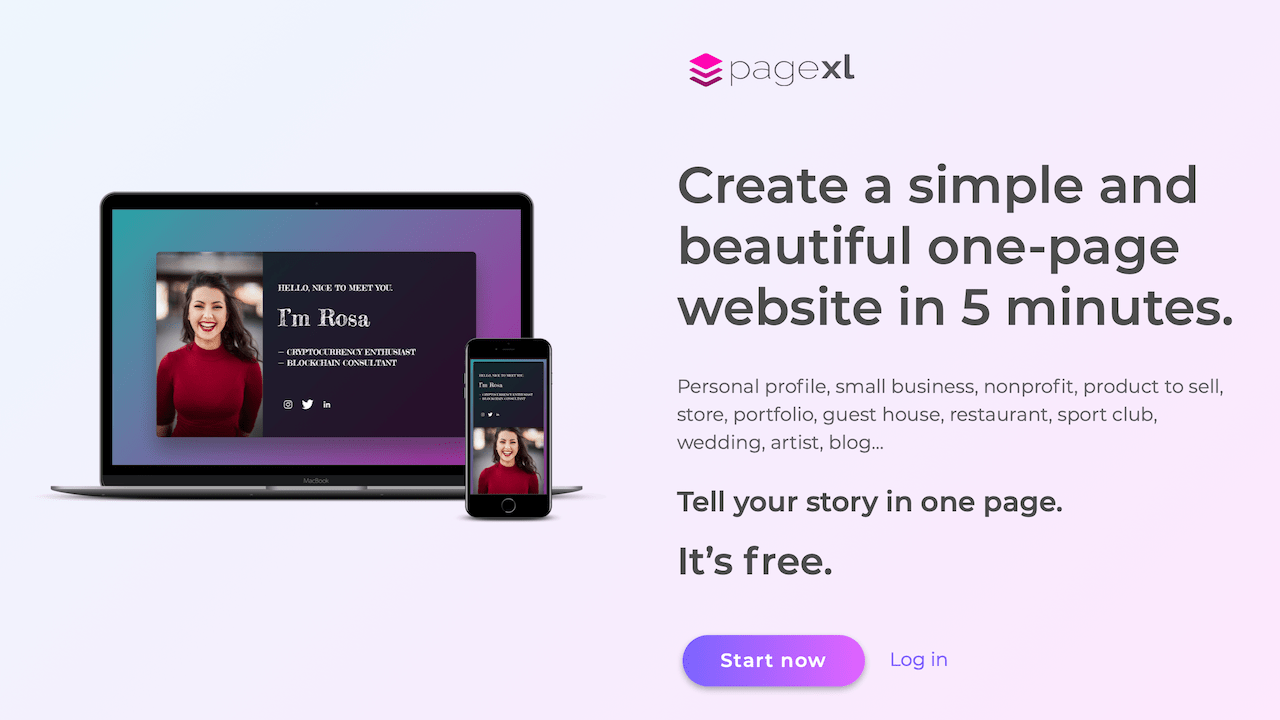 pagexl
Create a simple and
beautiful one-page
website in 5 minutes.
Personal profile, small business, nonprofit, product to sell,
store, portfolio, guest house, restaurant, sport club,
wedding, artist, blog...
Tell your story in one page.
It's free.
Start now
Log in
HELLO, NICE TO MEET YOU.
I'm Rosa
— CRYPTOCURRENCY ENTHUSIAST
— BLOCKCHAIN CONSULTANT
in
MacBook
HELLO, NICE TO MEET YOU.
I'm Rosa
— CRYPTOCURRENCY ENTHUSIAST
— BLOCKCHAIN CONSULTANT
in